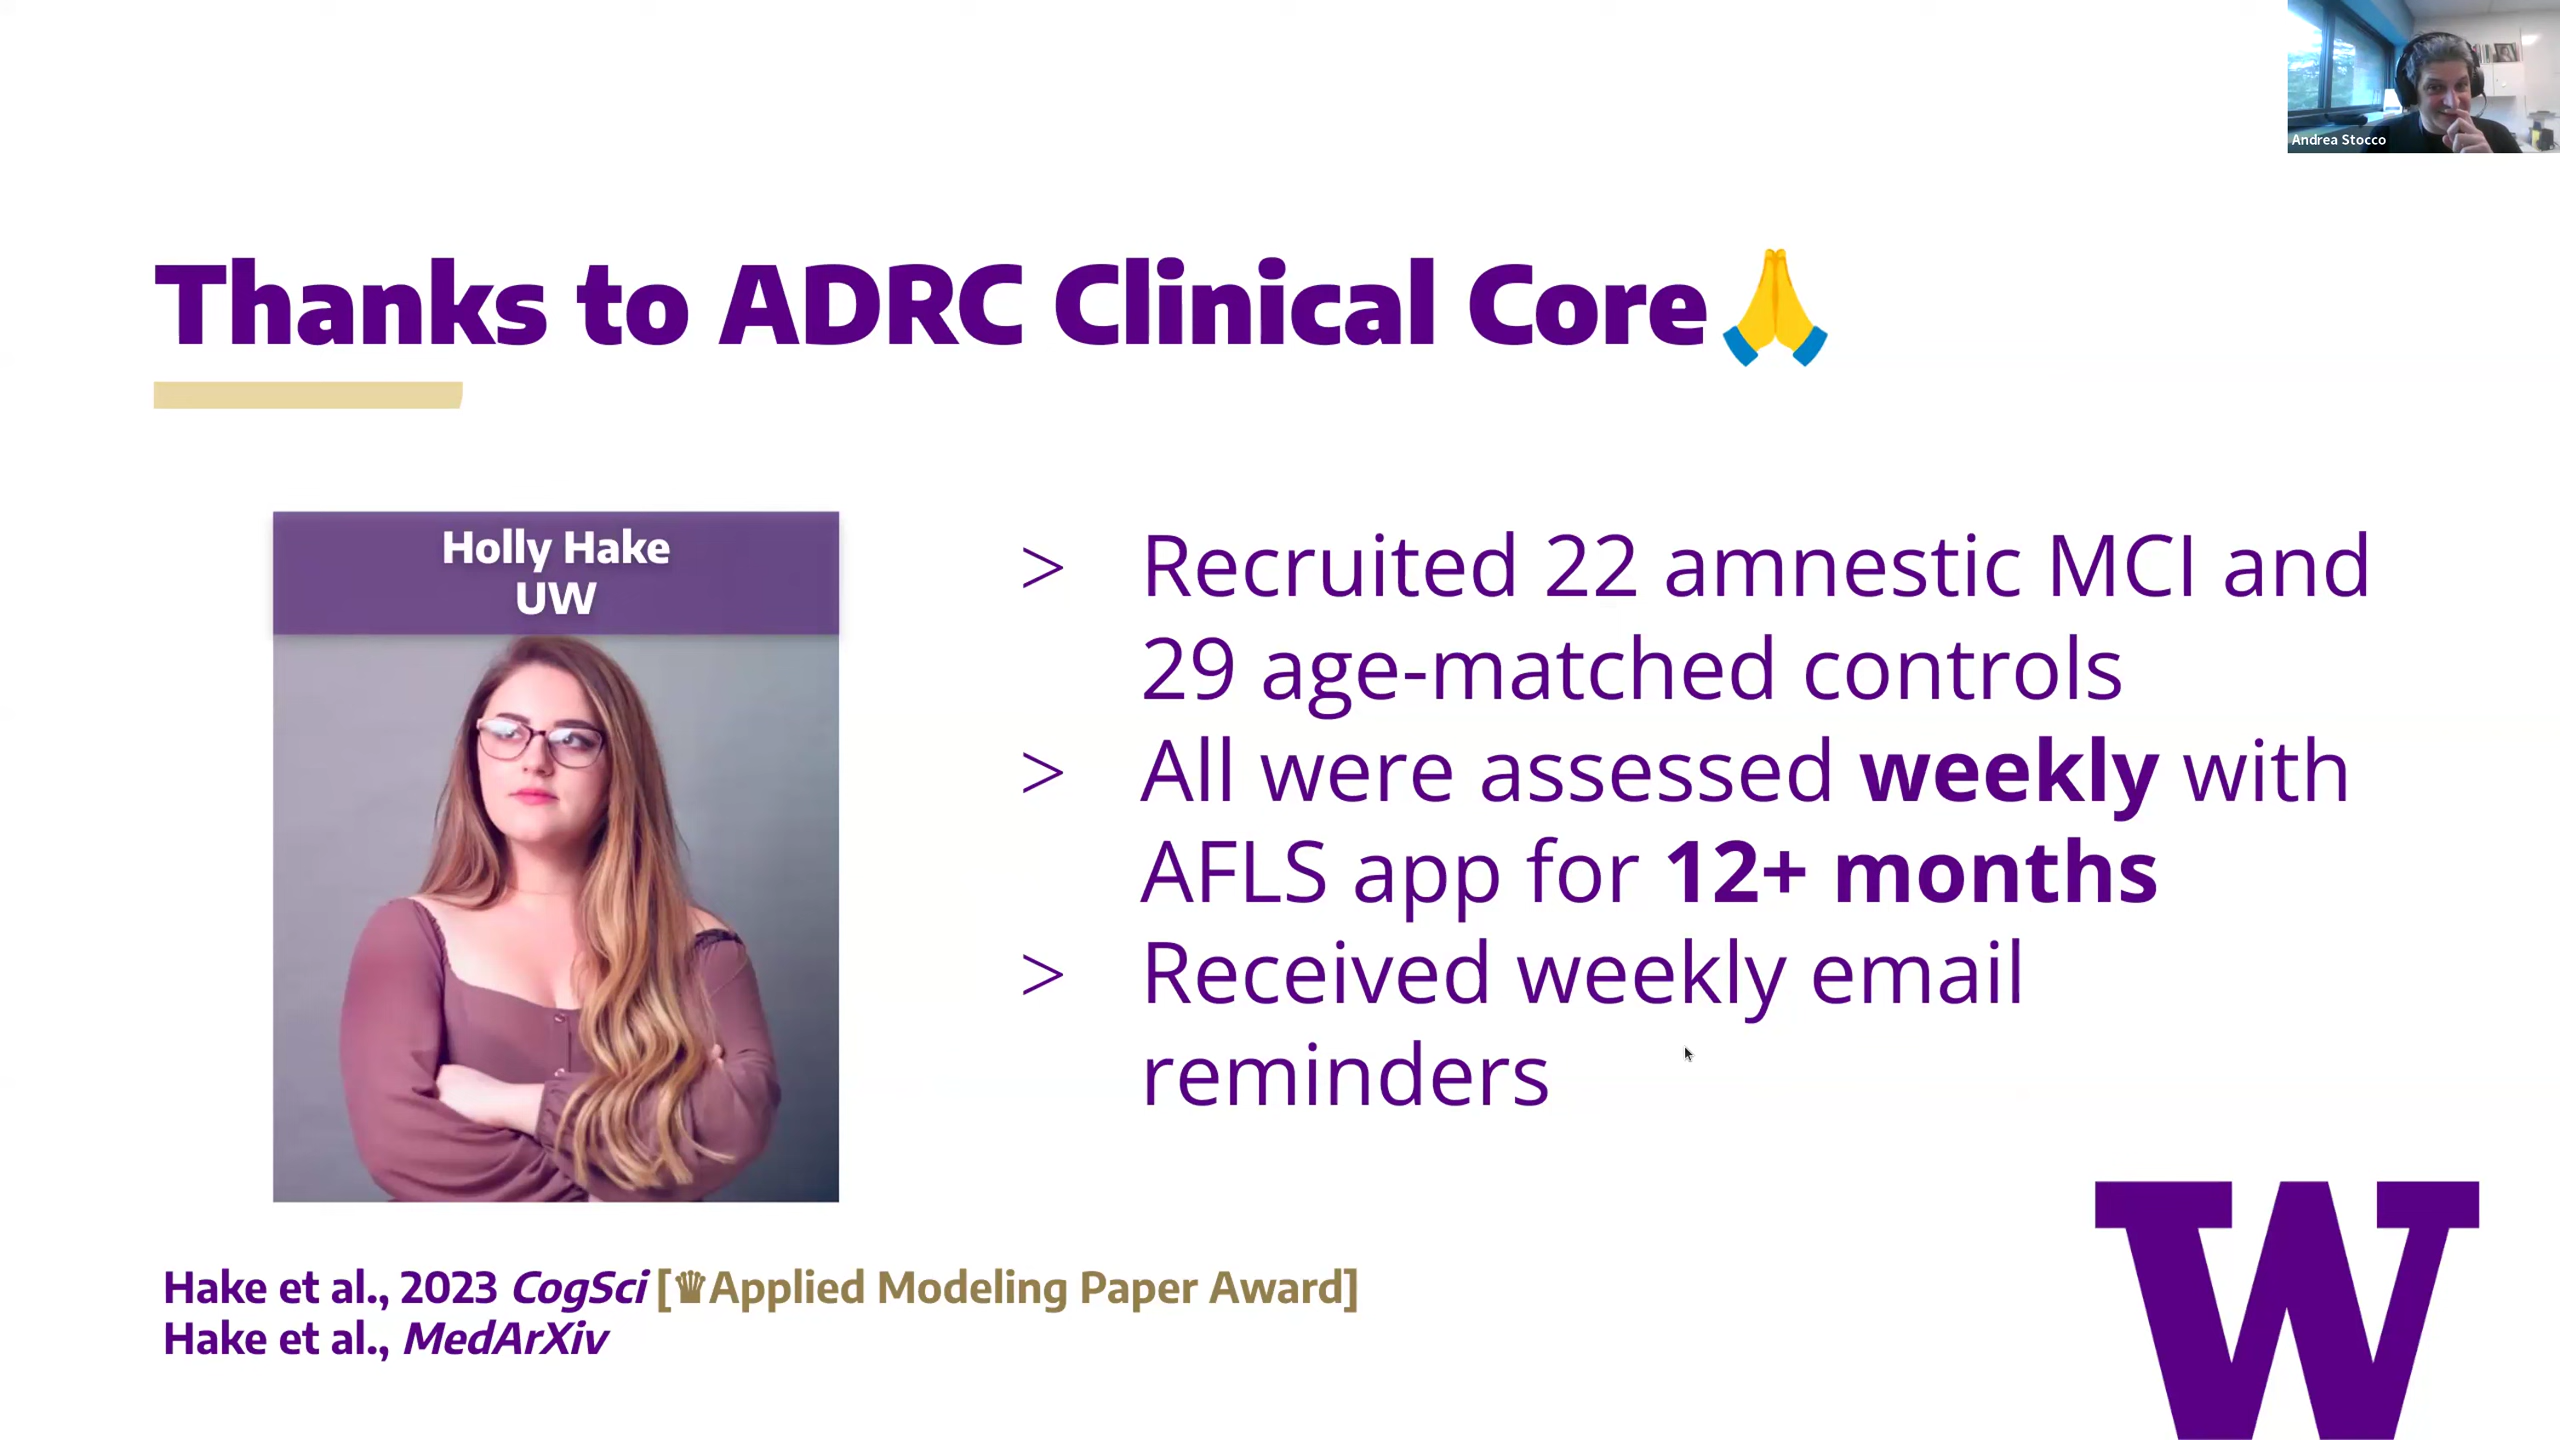 Andrea Stocco
Thanks to ADRC Clinical Core🙏
Holly Hake
UW
> Recruited 22 amnestic MCI and
29 age-matched controls
> All were assessed weekly with
AFLS app for 12+ months
> Received weekly email
reminders
Hake et al., 2023 CogSci [♛Applied Modeling Paper Award]
Hake et al., MedArXiv
W